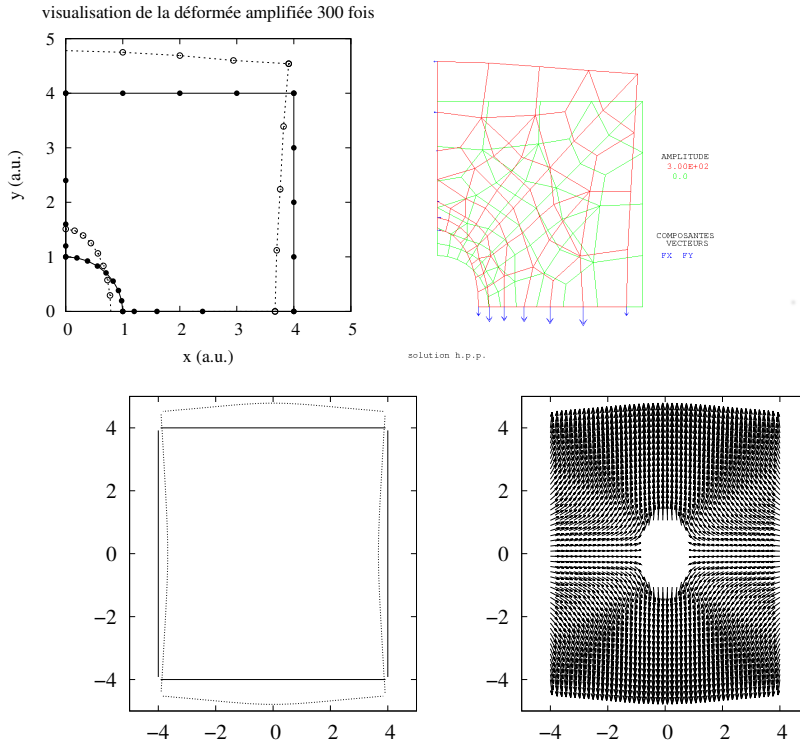 visualisation de la déformée amplifiée 300 fois
5
4
3
2
1
0
y (a.u.)
0 1 2 3 4 5
x (a.u.)
AMPLITUDE
3.00E+02
0.0
COMPOSANTES
VECTEURS
FX FY
solution h.p.p.
4
2
0
−2
−4
−4 −2 0 2 4
4
2
0
−2
−4
−4 −2 0 2 4